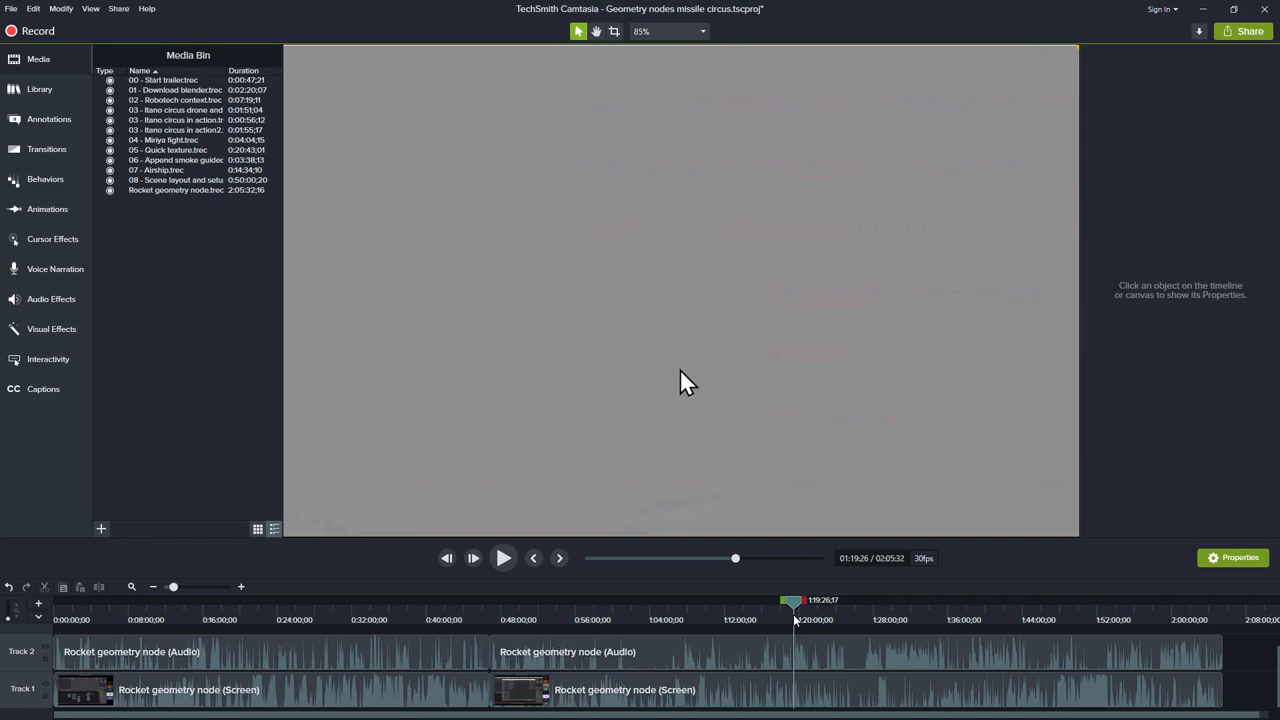 File Edit Modify View Share Help
TechSmith Camtasia - Geometry nodes missile circus.tscproj*
Sign In
Record
85%
Share
Media
Library
Annotations
Transitions
Behaviors
Animations
Cursor Effects
Voice Narration
Audio Effects
Visual Effects
Interactivity
CC Captions
Media Bin
Type Name Duration
00 - Start trailer.trec 0:00:47;21
01 - Download blender.trec 0:02:20;07
02 - Robotech context.trec 0:07:19;11
03 - Itano circus drone and 0:01:51;04
03 - Itano circus in action.tr 0:00:56;12
03 - Itano circus in action2. 0:01:55;17
04 - Miriya fight.trec 0:04:04;15
05 - Quick texture.trec 0:20:43;01
06 - Append smoke guided 0:03:38;13
07 - Airship.trec 0:14:34;10
08 - Scene layout and setu 0:50:00;20
Rocket geometry node.trec 2:05:32;16
Click an object on the timeline
or canvas to show its Properties.
01:19:26 / 02:05:32 30fps
Properties
1:19:26;17
0:00:00;00 0:08:00;00 0:16:00;00 0:24:00;00 0:32:00;00 0:40:00;00 0:48:00;00 0:56:00;00 1:04:00;00 1:12:00;00 1:20:00;00 1:28:00;00 1:36:00;00 1:44:00;00 1:52:00;00 2:00:00;00 2:08:00;0
Track 2 Rocket geometry node (Audio) Rocket geometry node (Audio)
Track 1 Rocket geometry node (Screen) Rocket geometry node (Screen)